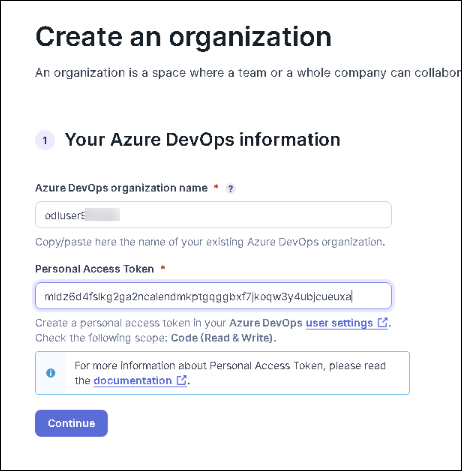 Create an organization
An organization is a space where a team or a whole company can collabor
1 Your Azure DevOps information
Azure DevOps organization name * ?
odluser9
Copy/paste here the name of your existing Azure DevOps organization.
Personal Access Token *
mldz6d4fslkg2ga2ncalendmkptgqggbxf7jkoqw3y4ubjcueuxa
Create a personal access token in your Azure DevOps user settings.
Check the following scope: Code (Read & Write).
For more information about Personal Access Token, please read
the documentation.
Continue